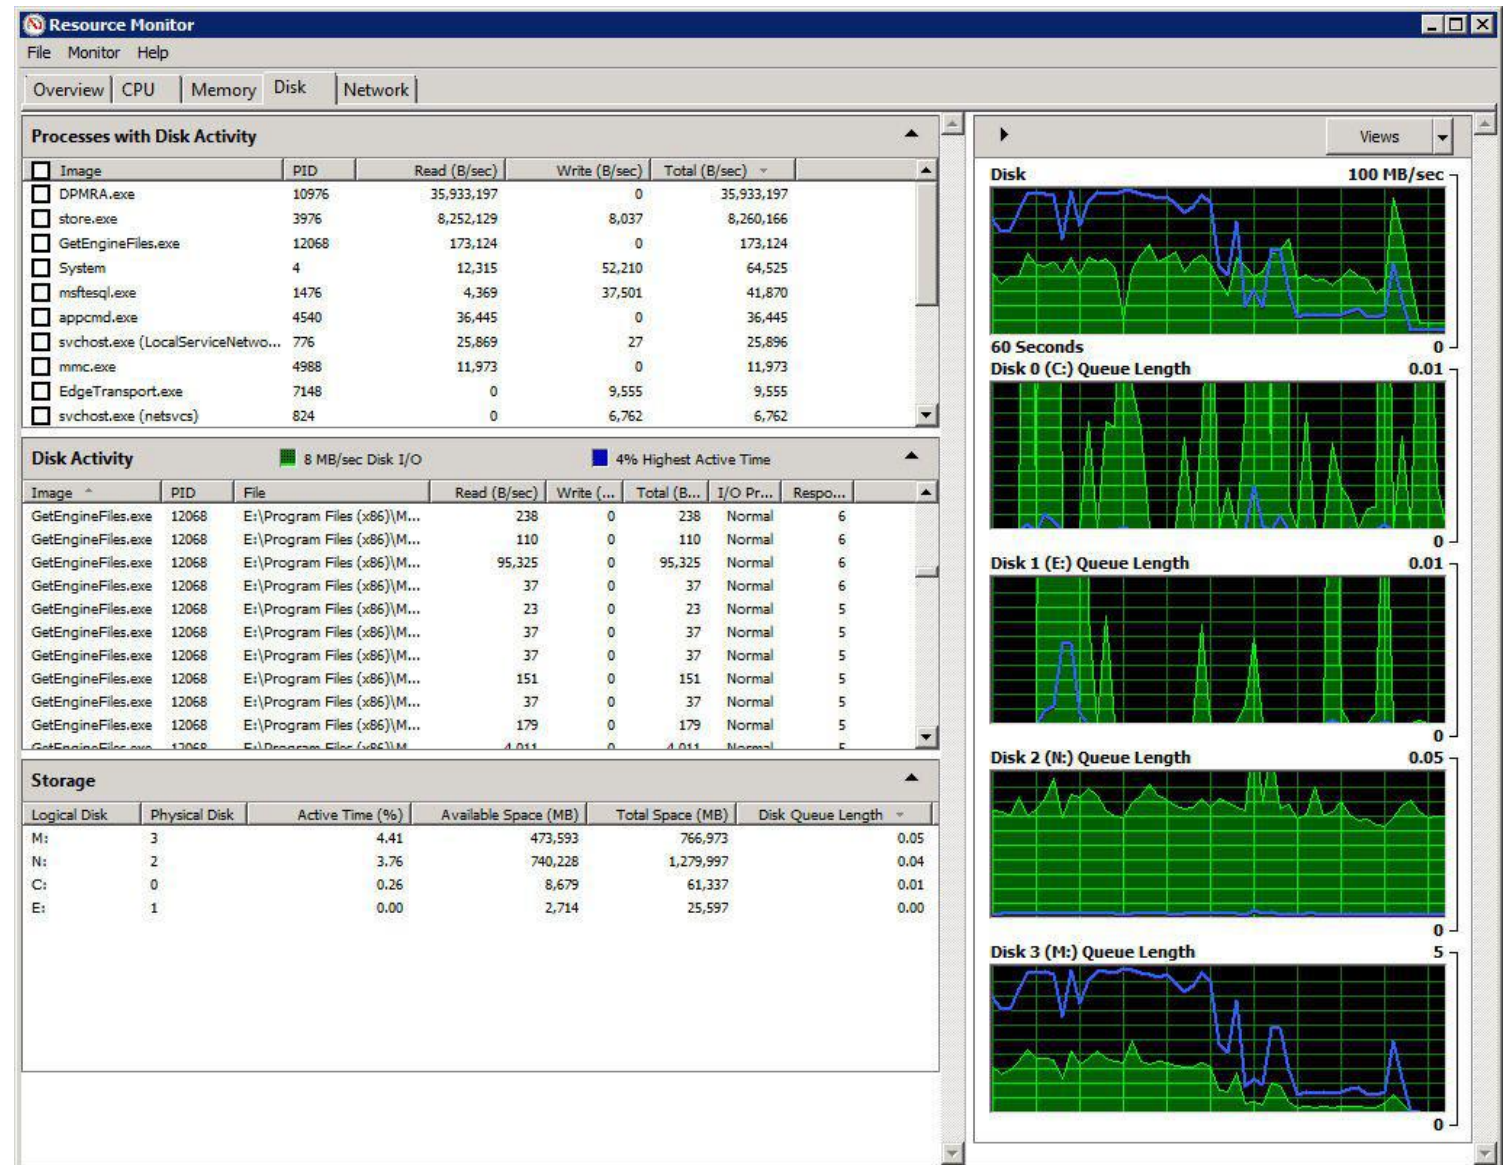 Resource Monitor
File Monitor Help
Overview CPU Memory Disk Network
Processes with Disk Activity
Image PID Read (B/sec) Write (B/sec) Total (B/sec)
DPMRA.exe 10976 35,933,197 0 35,933,197
store.exe 3976 8,252,129 8,037 8,260,166
GetEngineFiles.exe 12068 173,124 0 173,124
System 4 12,315 52,210 64,525
msftesql.exe 1476 4,369 37,501 41,870
appcmd.exe 4540 36,445 0 36,445
svchost.exe (LocalServiceNetwo... 776 25,869 27 25,896
mmc.exe 4988 11,973 0 11,973
EdgeTransport.exe 7148 0 9,555 9,555
svchost.exe (netsvcs) 824 0 6,762 6,762
Disk Activity 8 MB/sec Disk I/O 4% Highest Active Time
Image PID File Read (B/sec) Write (... Total (B... I/O Pr... Respo...
GetEngineFiles.exe 12068 E:\Program Files (x86)\M... 238 0 238 Normal 6
GetEngineFiles.exe 12068 E:\Program Files (x86)\M... 110 0 110 Normal 6
GetEngineFiles.exe 12068 E:\Program Files (x86)\M... 95,325 0 95,325 Normal 6
GetEngineFiles.exe 12068 E:\Program Files (x86)\M... 37 0 37 Normal 6
GetEngineFiles.exe 12068 E:\Program Files (x86)\M... 23 0 23 Normal 5
GetEngineFiles.exe 12068 E:\Program Files (x86)\M... 37 0 37 Normal 5
GetEngineFiles.exe 12068 E:\Program Files (x86)\M... 37 0 37 Normal 5
GetEngineFiles.exe 12068 E:\Program Files (x86)\M... 151 0 151 Normal 5
GetEngineFiles.exe 12068 E:\Program Files (x86)\M... 37 0 37 Normal 5
GetEngineFiles.exe 12068 E:\Program Files (x86)\M... 179 0 179 Normal 5
GetEngineFiles.exe 12068 E:\Program Files (x86)\M... 4,011 0 4,011 Normal 5
Storage
Logical Disk Physical Disk Active Time (%) Available Space (MB) Total Space (MB) Disk Queue Length
M: 3 4.41 473,593 766,973 0.05
N: 2 3.76 740,228 1,279,997 0.04
C: 0 0.26 8,679 61,337 0.01
E: 1 0.00 2,714 25,597 0.00
Views
Disk 100 MB/sec
60 Seconds 0
Disk 0 (C:) Queue Length 0.01
0
Disk 1 (E:) Queue Length 0.01
0
Disk 2 (N:) Queue Length 0.05
0
Disk 3 (M:) Queue Length 5
0